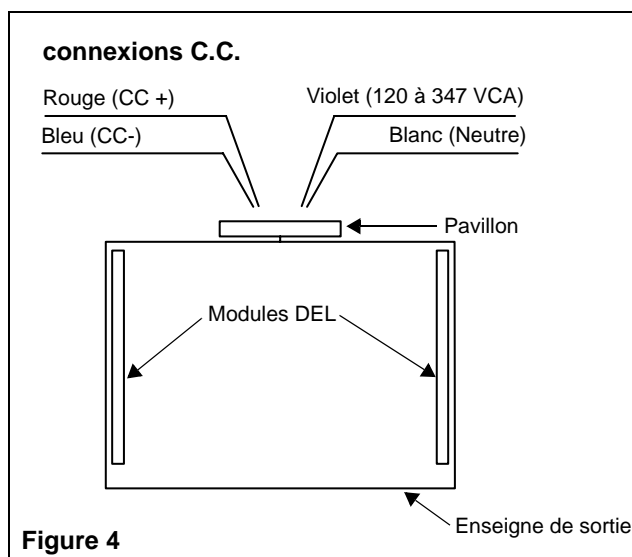 connexions C.C.
Rouge (CC +)
Violet (120 à 347 VCA)
Bleu (CC-)
Blanc (Neutre)
Pavillon
Modules DEL
Enseigne de sortie
Figure 4